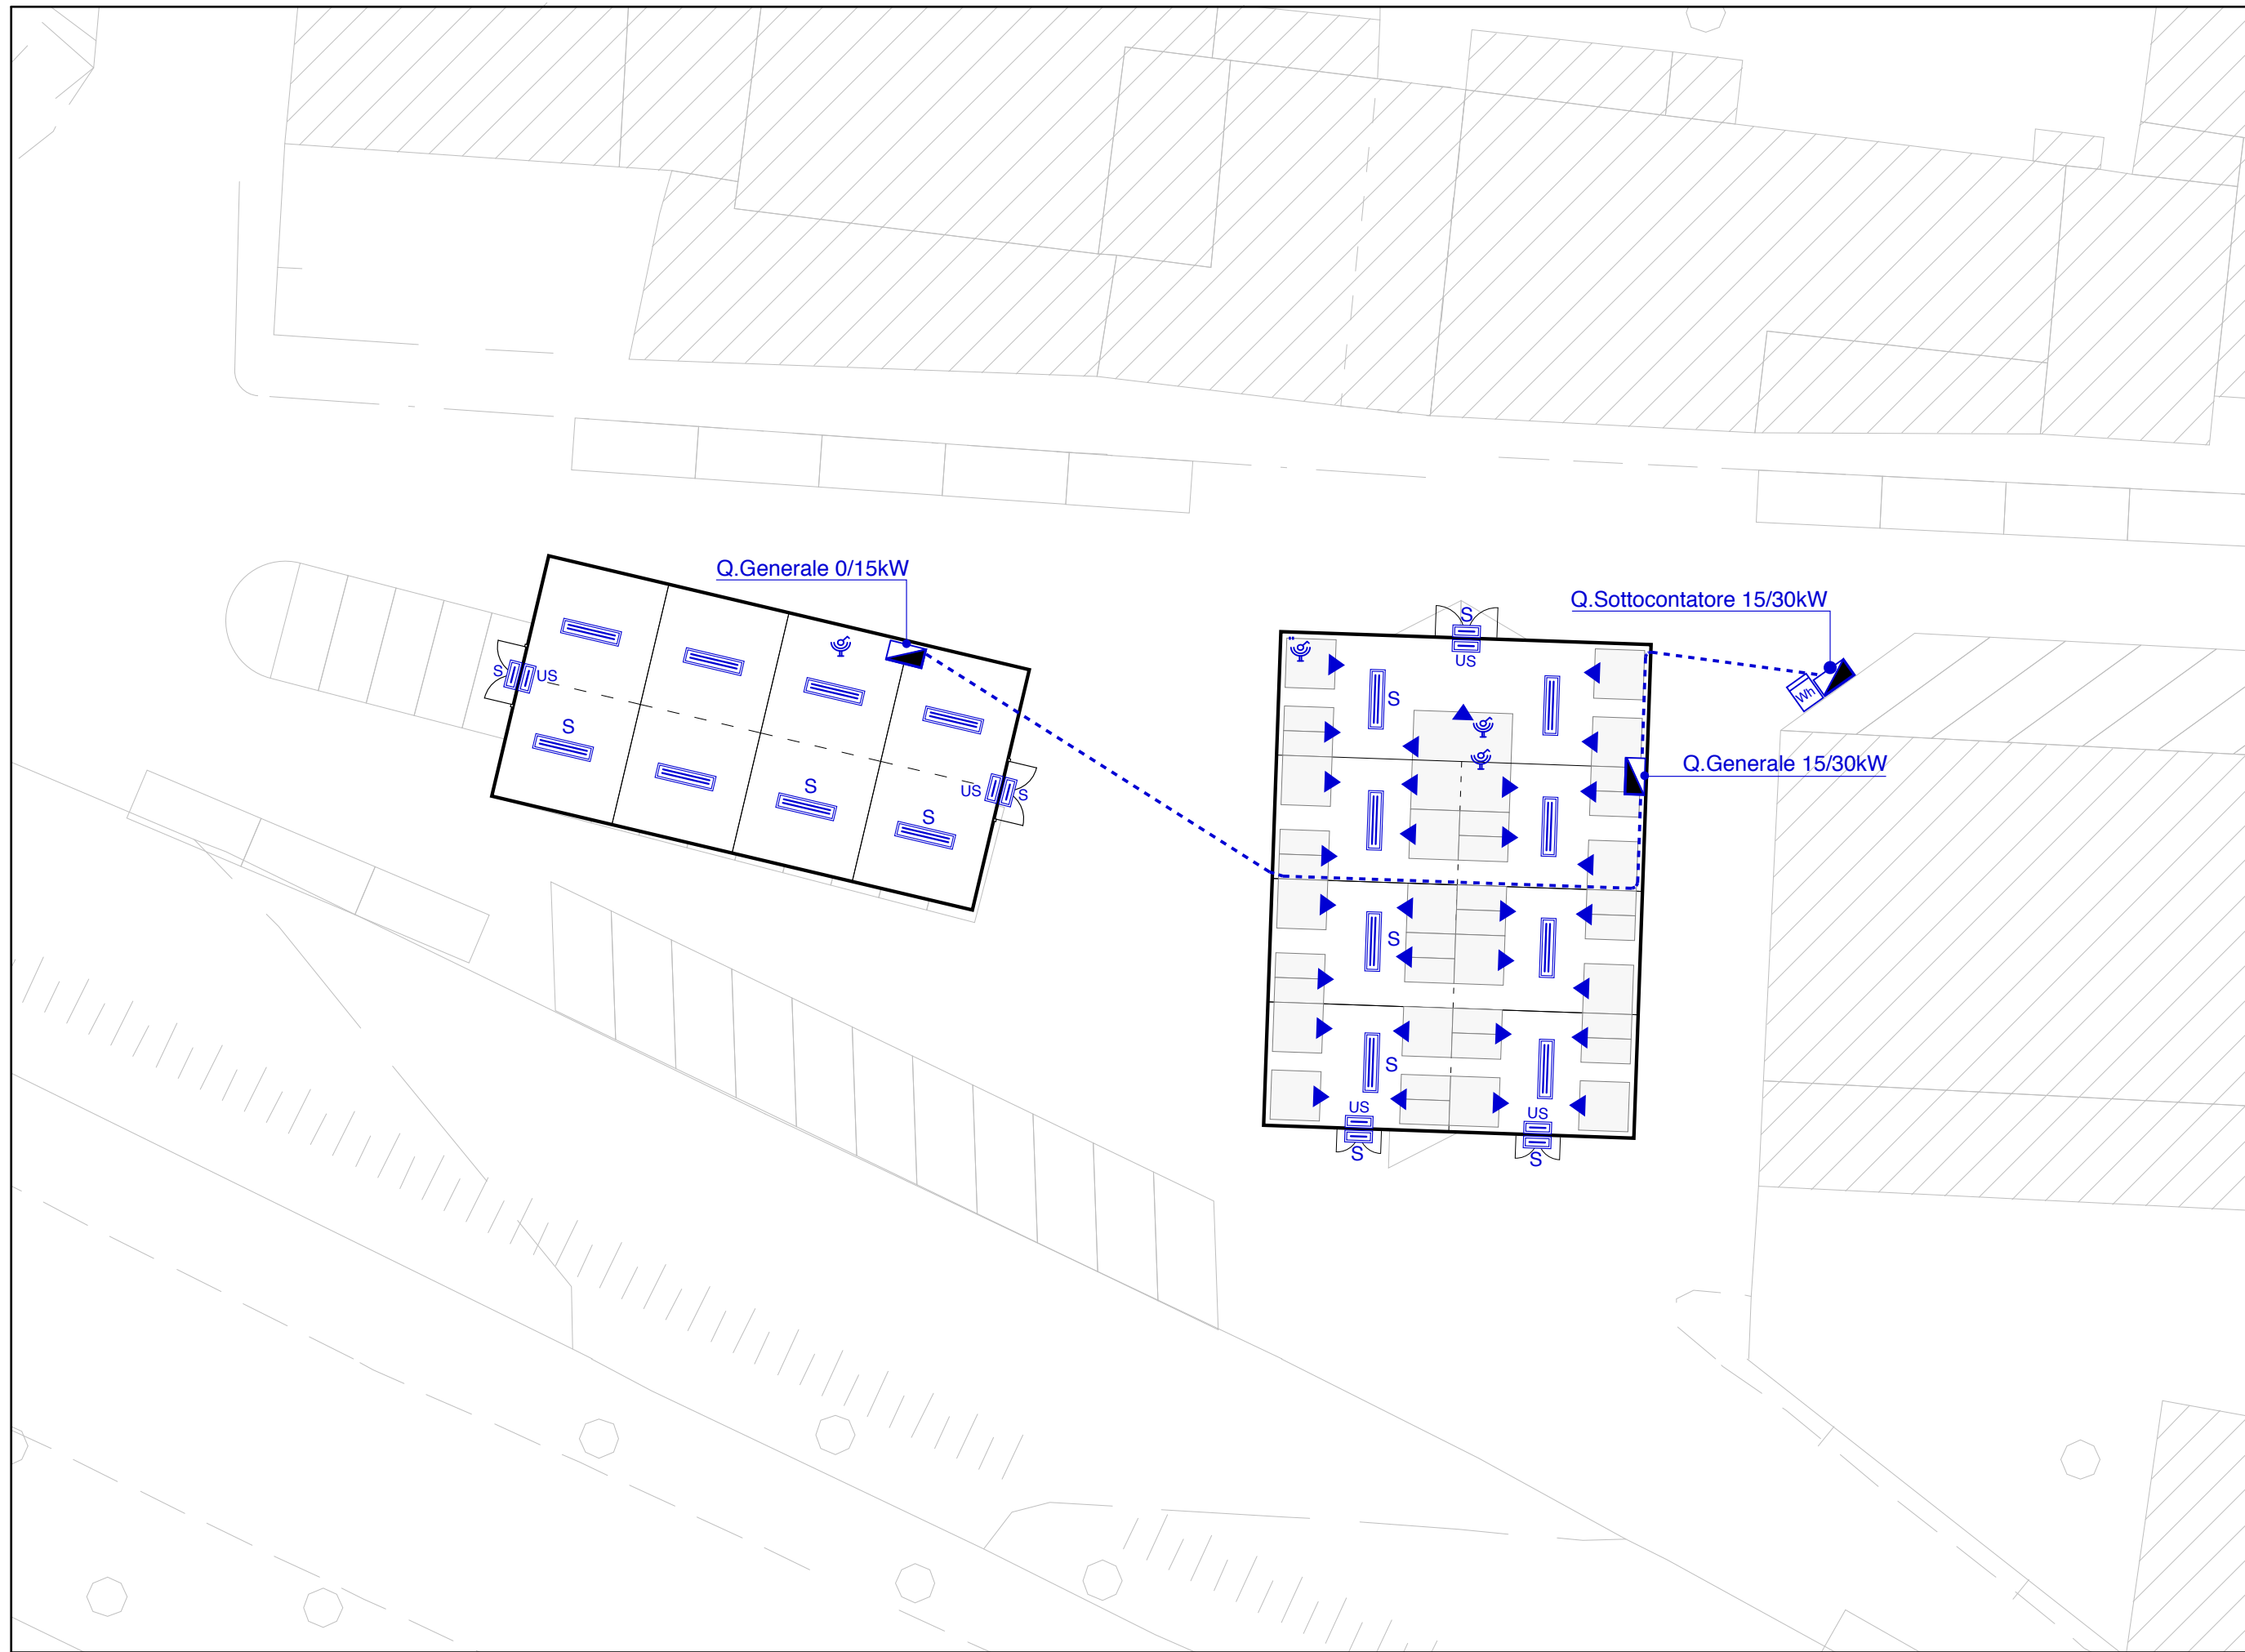 Q.Generale 0/15kW
Q.Sottocontatore 15/30kW
S
US
S US
Wh
S
S
Q.Generale 15/30kW
US S
S
S
S
S
US
US
S
S